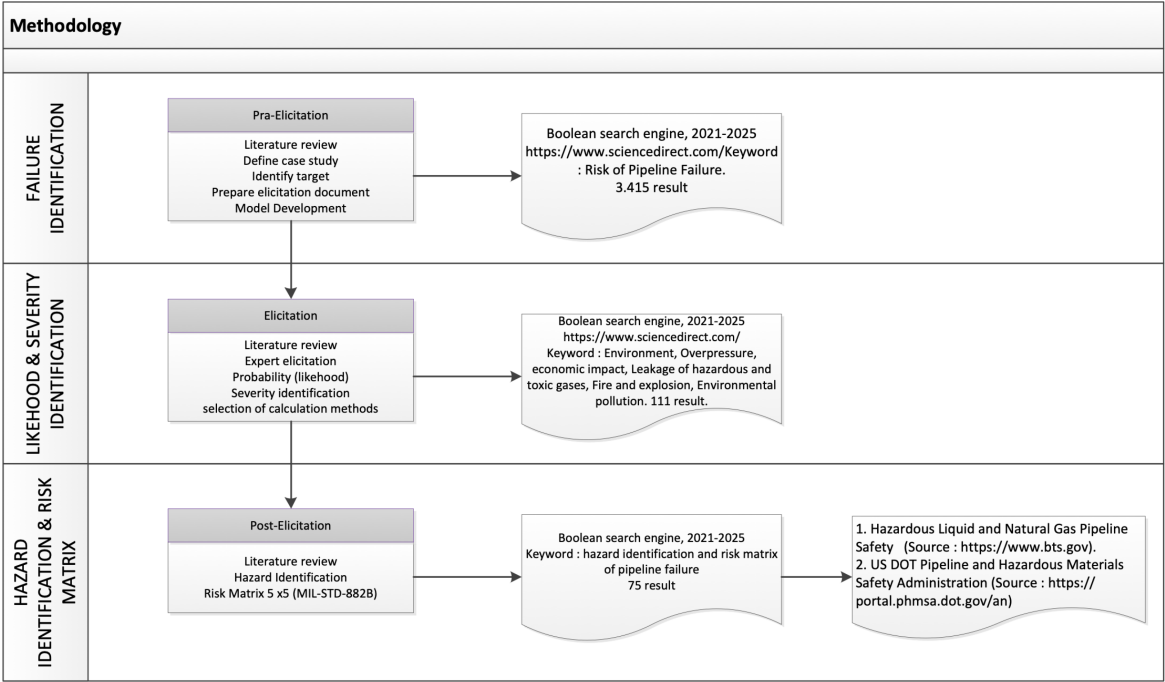 Methodology
FAILURE
IDENTIFICATION
Pra-Elicitation
Literature review
Define case study
Identify target
Prepare elicitation document
Model Development
Boolean search engine, 2021-2025
https://www.sciencedirect.com/Keyword
: Risk of Pipeline Failure.
3.415 result
LIKEHOOD & SEVERITY
IDENTIFICATION
Elicitation
Literature review
Expert elicitation
Probability (likehood)
Severity identification
selection of calculation methods
Boolean search engine, 2021-2025
https://www.sciencedirect.com/
Keyword : Environment, Overpressure,
economic impact, Leakage of hazardous and
toxic gases, Fire and explosion, Environmental
pollution. 111 result.
HAZARD
IDENTIFICATION & RISK
MATRIX
Post-Elicitation
Literature review
Hazard Identification
Risk Matrix 5 x5 (MIL-STD-882B)
Boolean search engine, 2021-2025
Keyword : hazard identification and risk matrix
of pipeline failure
75 result
1. Hazardous Liquid and Natural Gas Pipeline
Safety (Source : https://www.bts.gov).
2. US DOT Pipeline and Hazardous Materials
Safety Administration (Source : https://
portal.phmsa.dot.gov/an)